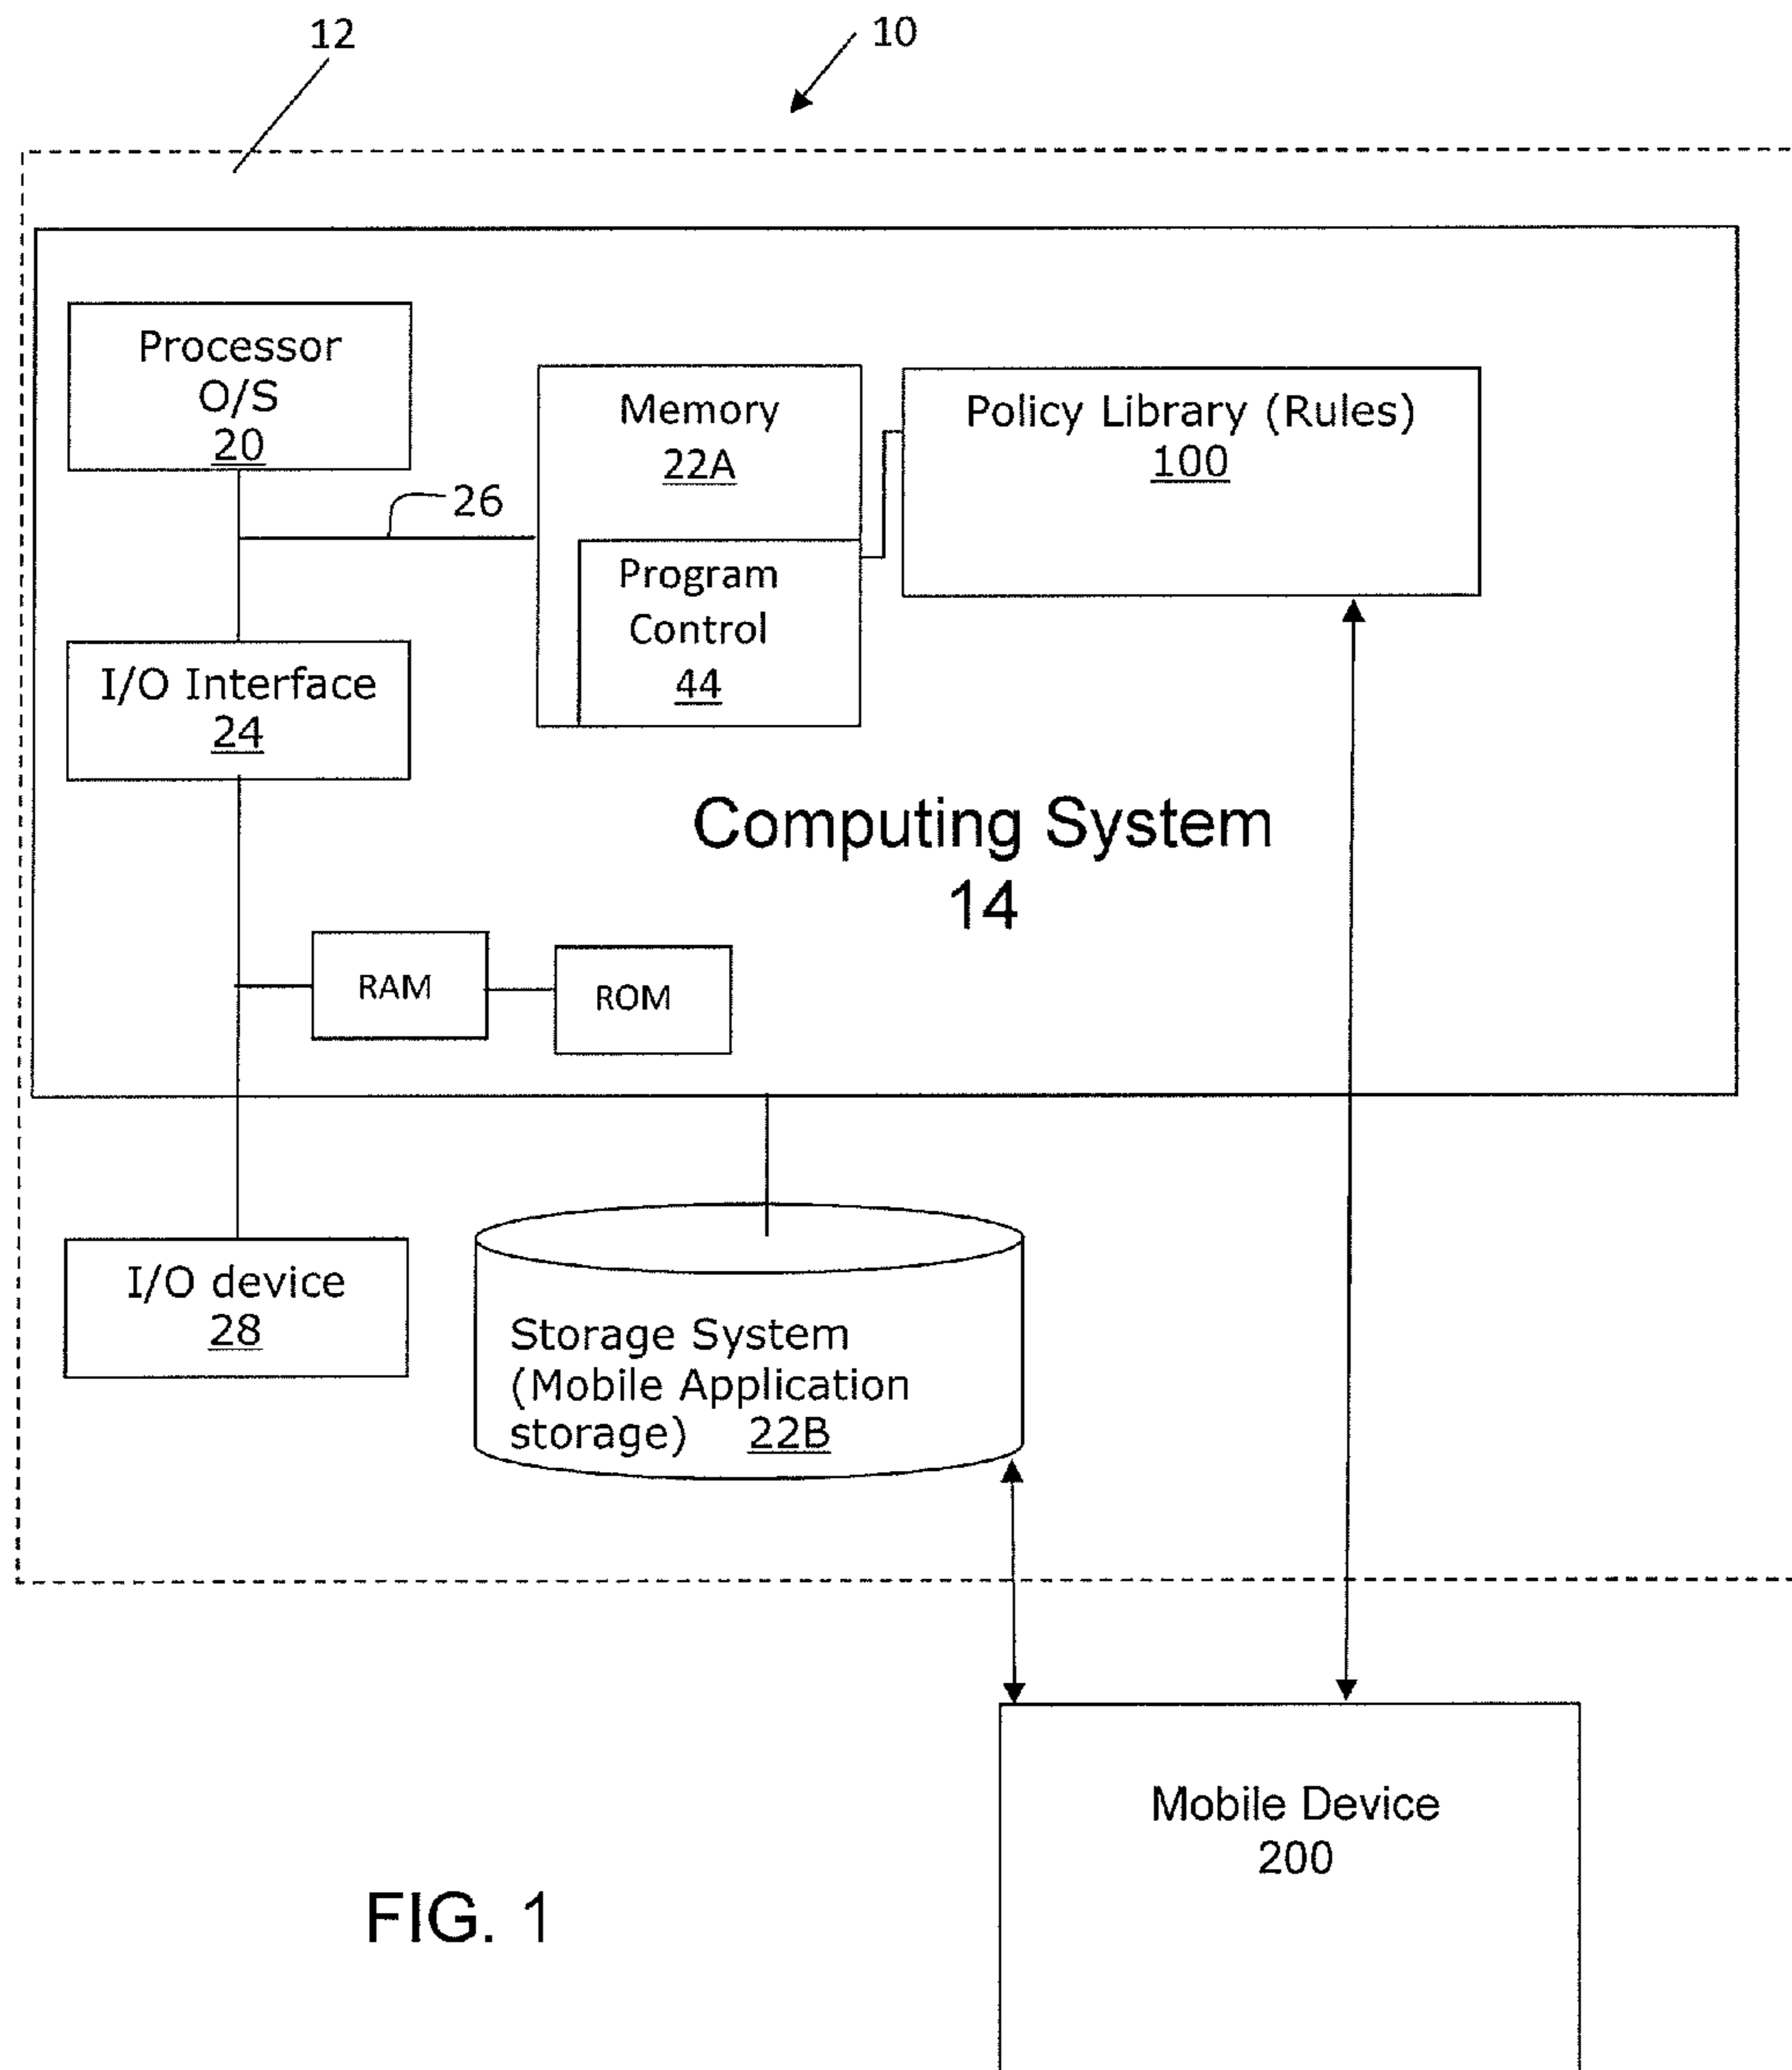 12
10
Processor
O/S
20
Memory
22A
Policy Library (Rules)
100
26
Program
Control
44
I/O Interface
24
Computing System
14
RAM
ROM
I/O device
28
Storage System
(Mobile Application
storage) 22B
Mobile Device
200
FIG. 1